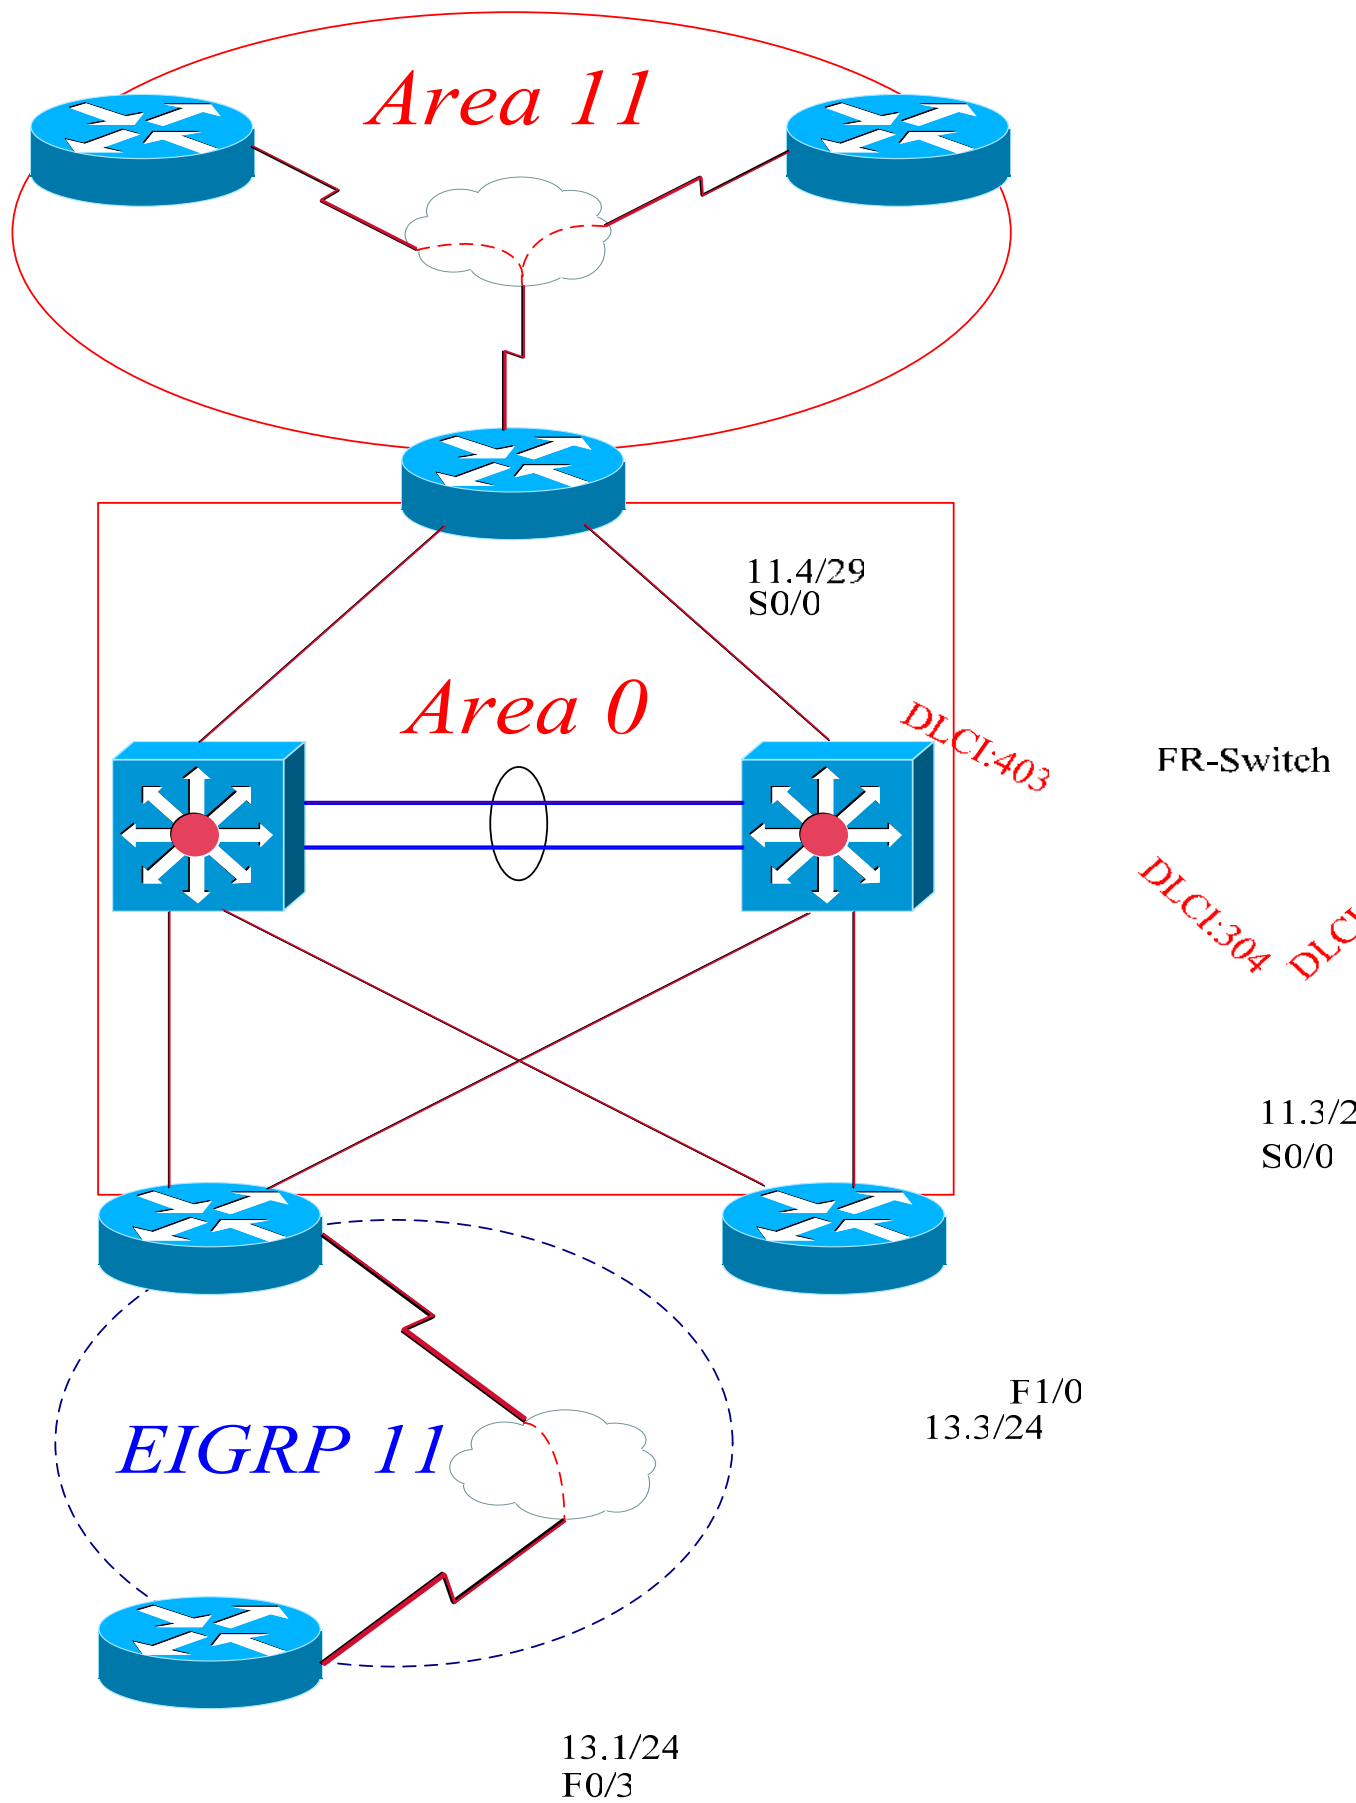 Area 11
11.4/29
S0/0
Area 0
DLCI:403
FR-Switch
DLCI:304
DLCI
11.3/2
S0/0
F1/0
13.3/24
EIGRP 11
13.1/24
F0/3